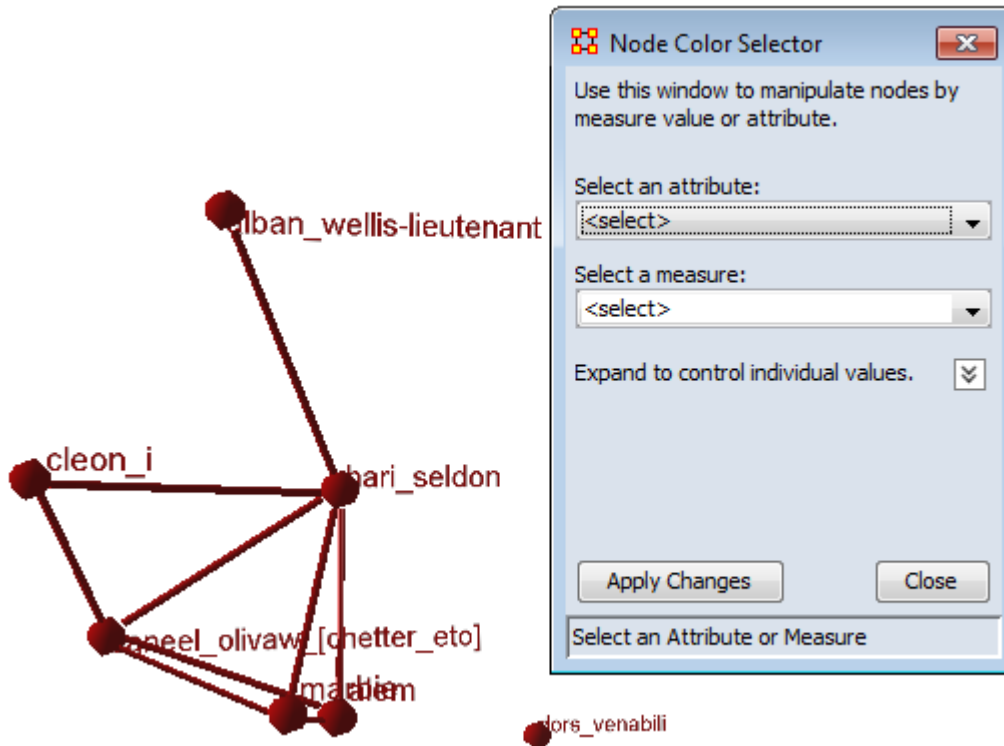 Node Color Selector
Use this window to manipulate nodes by
measure value or attribute.
Select an attribute:
<select>
Select a measure:
<select>
Expand to control individual values.
Apply Changes
Close
Select an Attribute or Measure
lban_wellis-lieutenant
cleon_i
hari_seldon
aneel_olivaw_[chetter_eto]
dors_venabili